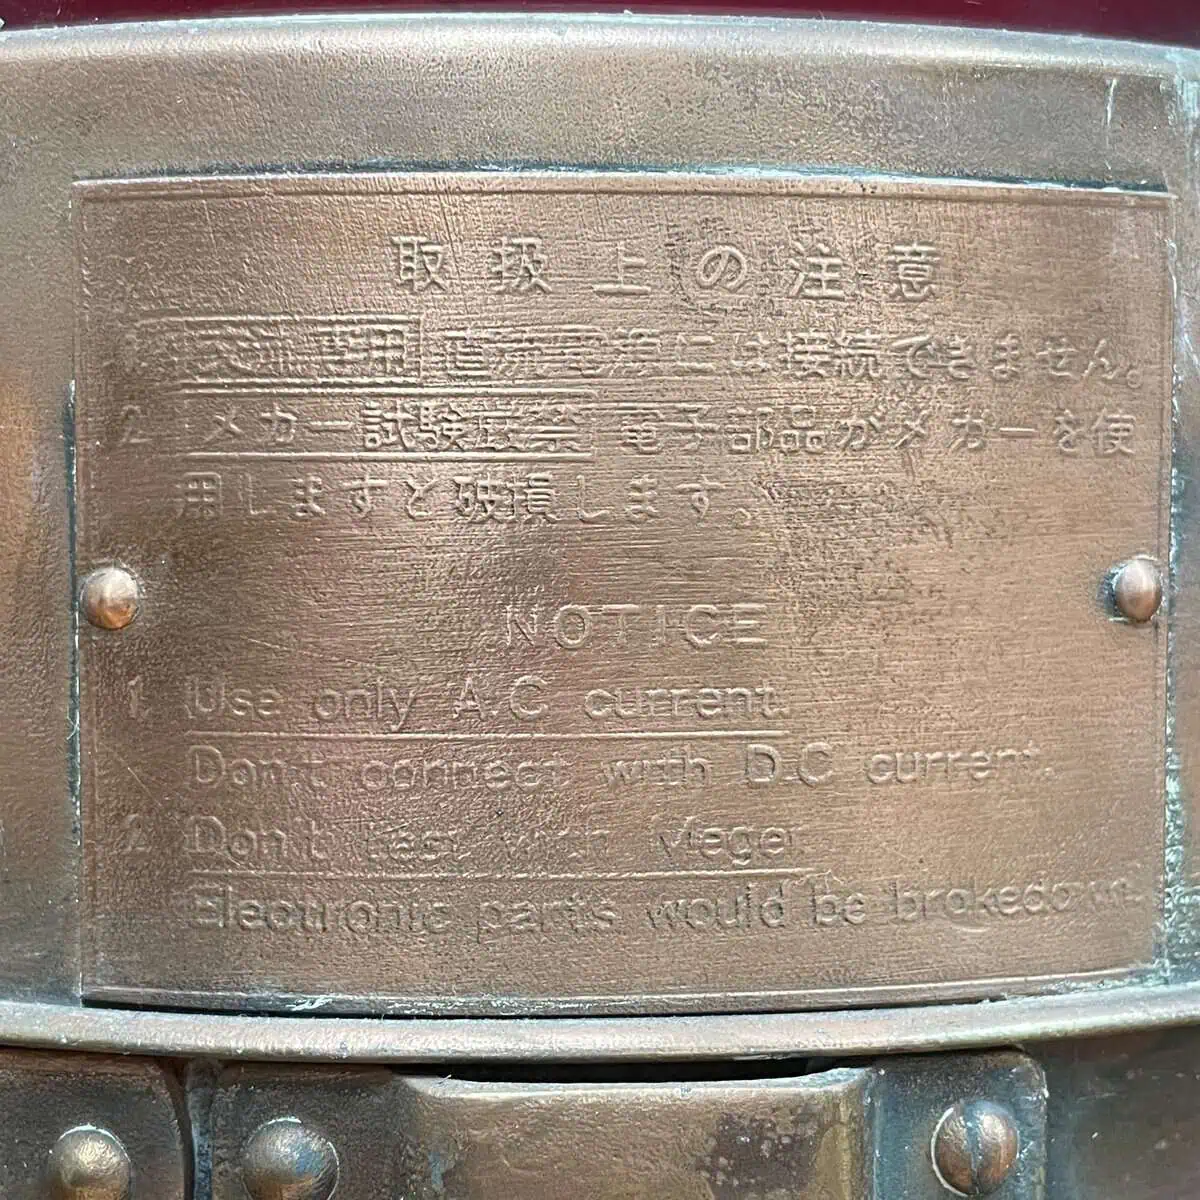 取扱上の注意
1. 交流専用 直流電源には接続できません。
2 メガー試験厳禁 電子部品がメガーを使
用しますと破損します。
NOTICE
1. Use only A.C current.
Don't connect with D.C current.
2 Don't test with Meger.
Electronic parts would be brokedown.